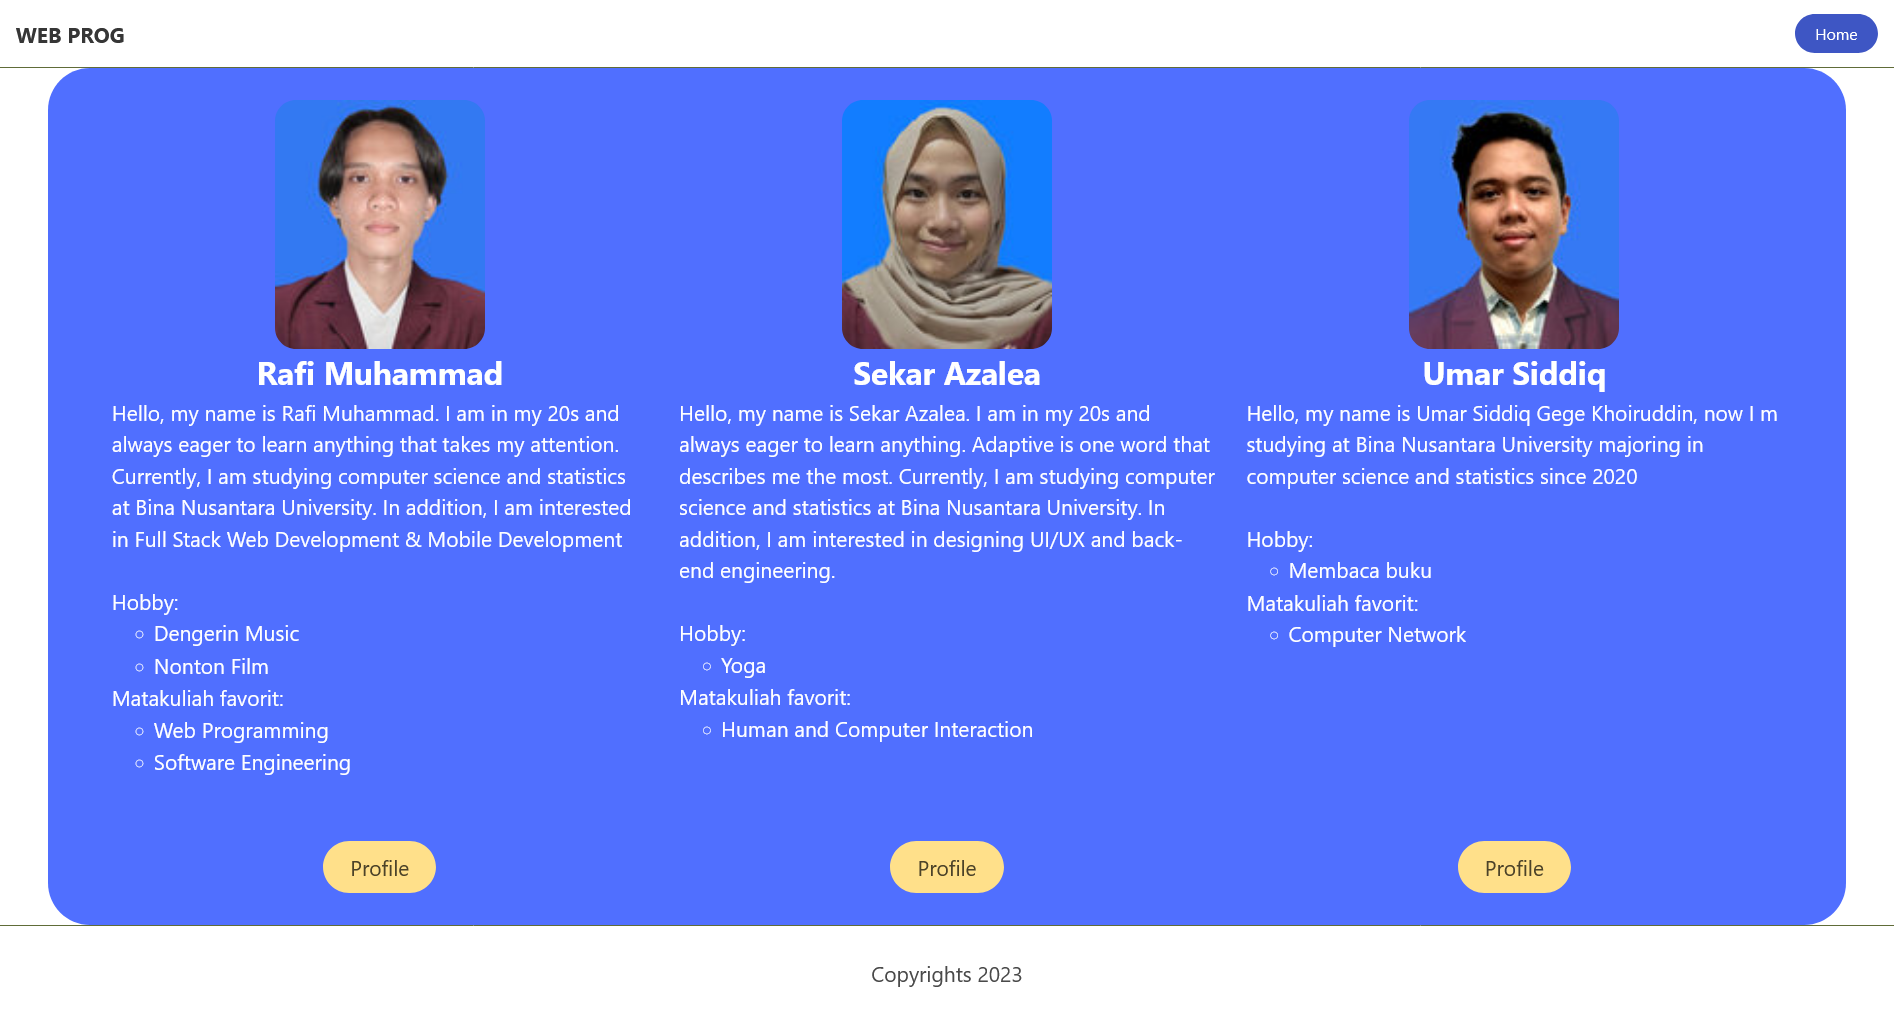 WEB PROG
Home
Rafi Muhammad
Hello, my name is Rafi Muhammad. I am in my 20s and
always eager to learn anything that takes my attention.
Currently, I am studying computer science and statistics
at Bina Nusantara University. In addition, I am interested
in Full Stack Web Development & Mobile Development
Hobby:
Dengerin Music
Nonton Film
Matakuliah favorit:
Web Programming
Software Engineering
Profile
Sekar Azalea
Hello, my name is Sekar Azalea. I am in my 20s and
always eager to learn anything. Adaptive is one word that
describes me the most. Currently, I am studying computer
science and statistics at Bina Nusantara University. In
addition, I am interested in designing UI/UX and back-
end engineering.
Hobby:
Yoga
Matakuliah favorit:
Human and Computer Interaction
Profile
Umar Siddiq
Hello, my name is Umar Siddiq Gege Khoiruddin, now I m
studying at Bina Nusantara University majoring in
computer science and statistics since 2020
Hobby:
Membaca buku
Matakuliah favorit:
Computer Network
Profile
Copyrights 2023